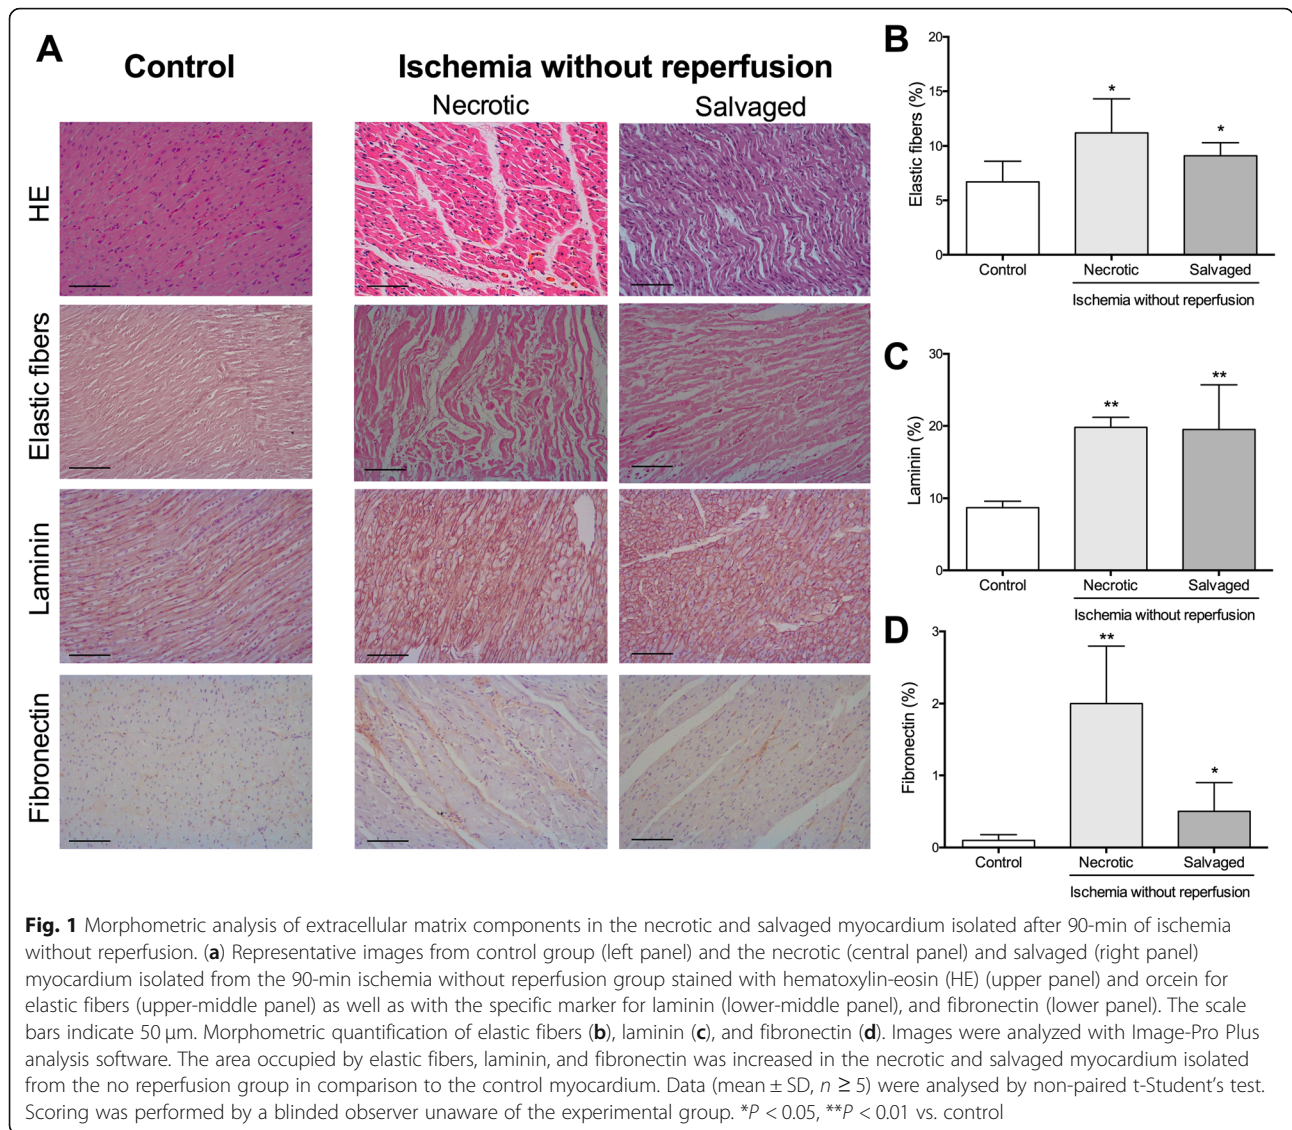 A
Control
Ischemia without reperfusion
Necrotic
Salvaged
HE
Elastic fibers
Laminin
Fibronectin
B
Elastic fibers (%)
20
15
10
5
0
*
*
Control
Necrotic
Salvaged
Ischemia without reperfusion
C
Laminin (%)
30
20
10
0
**
**
Control
Necrotic
Salvaged
Ischemia without reperfusion
D
Fibronectin (%)
3
2
1
0
**
*
Control
Necrotic
Salvaged
Ischemia without reperfusion
Fig. 1 Morphometric analysis of extracellular matrix components in the necrotic and salvaged myocardium isolated after 90-min of ischemia
without reperfusion. (a) Representative images from control group (left panel) and the necrotic (central panel) and salvaged (right panel)
myocardium isolated from the 90-min ischemia without reperfusion group stained with hematoxylin-eosin (HE) (upper panel) and orcein for
elastic fibers (upper-middle panel) as well as with the specific marker for laminin (lower-middle panel), and fibronectin (lower panel). The scale
bars indicate 50 μm. Morphometric quantification of elastic fibers (b), laminin (c), and fibronectin (d). Images were analyzed with Image-Pro Plus
analysis software. The area occupied by elastic fibers, laminin, and fibronectin was increased in the necrotic and salvaged myocardium isolated
from the no reperfusion group in comparison to the control myocardium. Data (mean ± SD, n ≥ 5) were analysed by non-paired t-Student's test.
Scoring was performed by a blinded observer unaware of the experimental group. *P < 0.05, **P < 0.01 vs. control